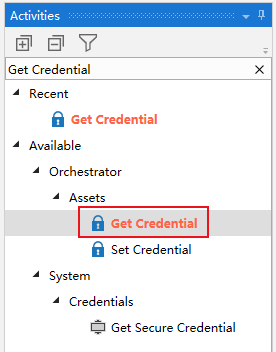 Activities
Get Credential
Recent
Get Credential
Available
Orchestrator
Assets
Get Credential
Set Credential
System
Credentials
Get Secure Credential